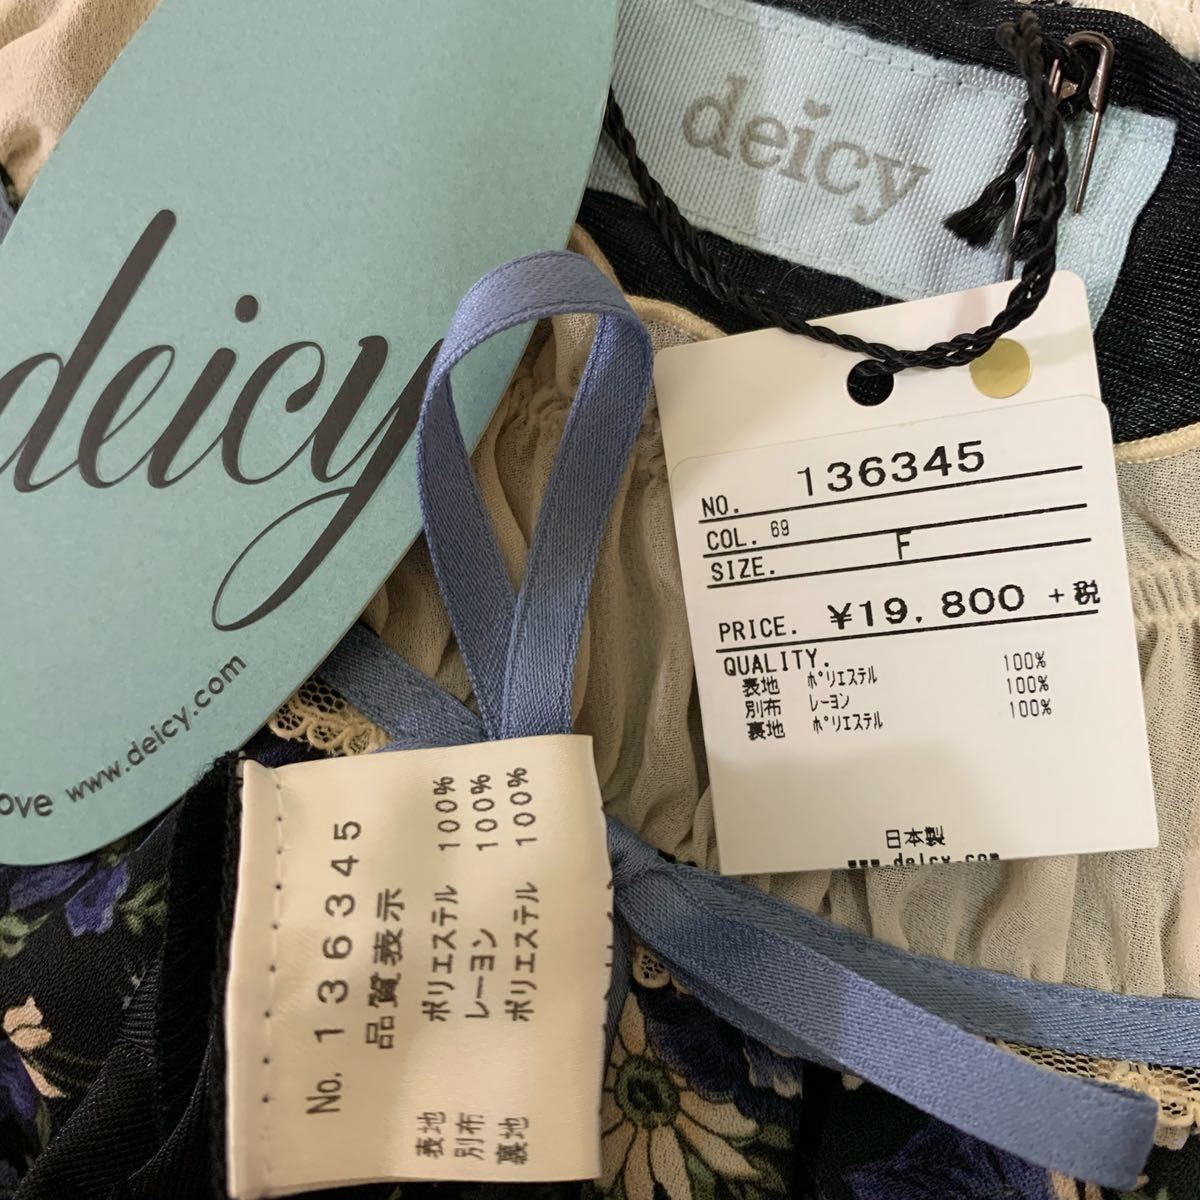 deicy
deicy
www.deicy.com
NO. 136345
COL. 69
SIZE. F
PRICE. ¥19,800 +税
QUALITY.
表地 ポリエステル 100%
別布 レーヨン 100%
裏地 ポリエステル 100%
日本製
www.deicy.com
No. 136345
品質表示
表地 ポリエステル 100%
別布 レーヨン 100%
裏地 ポリエステル 100%